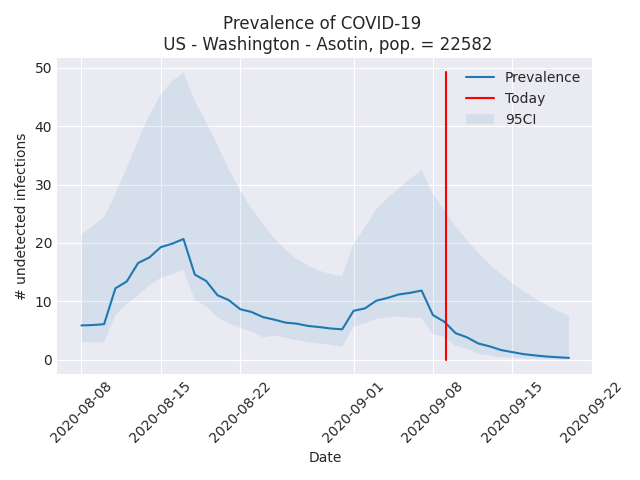 Prevalence of COVID-19
US - Washington - Asotin, pop. = 22582
# undetected infections
50
40
30
20
10
0
Prevalence
Today
95CI
2020-08-08
2020-08-15
2020-08-22
2020-09-01
2020-09-08
2020-09-15
2020-09-22
Date